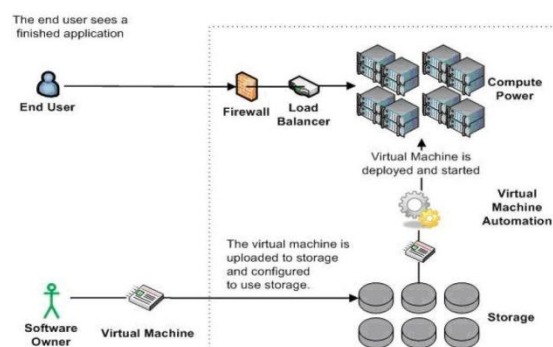 The end user sees a
finished application
End User
Firewall
Load
Balancer
Compute
Power
Virtual Machine is
deployed and started
Virtual
Machine
Automation
The virtual machine is
uploaded to storage
and configured
to use storage.
Software
Owner
Virtual Machine
Storage